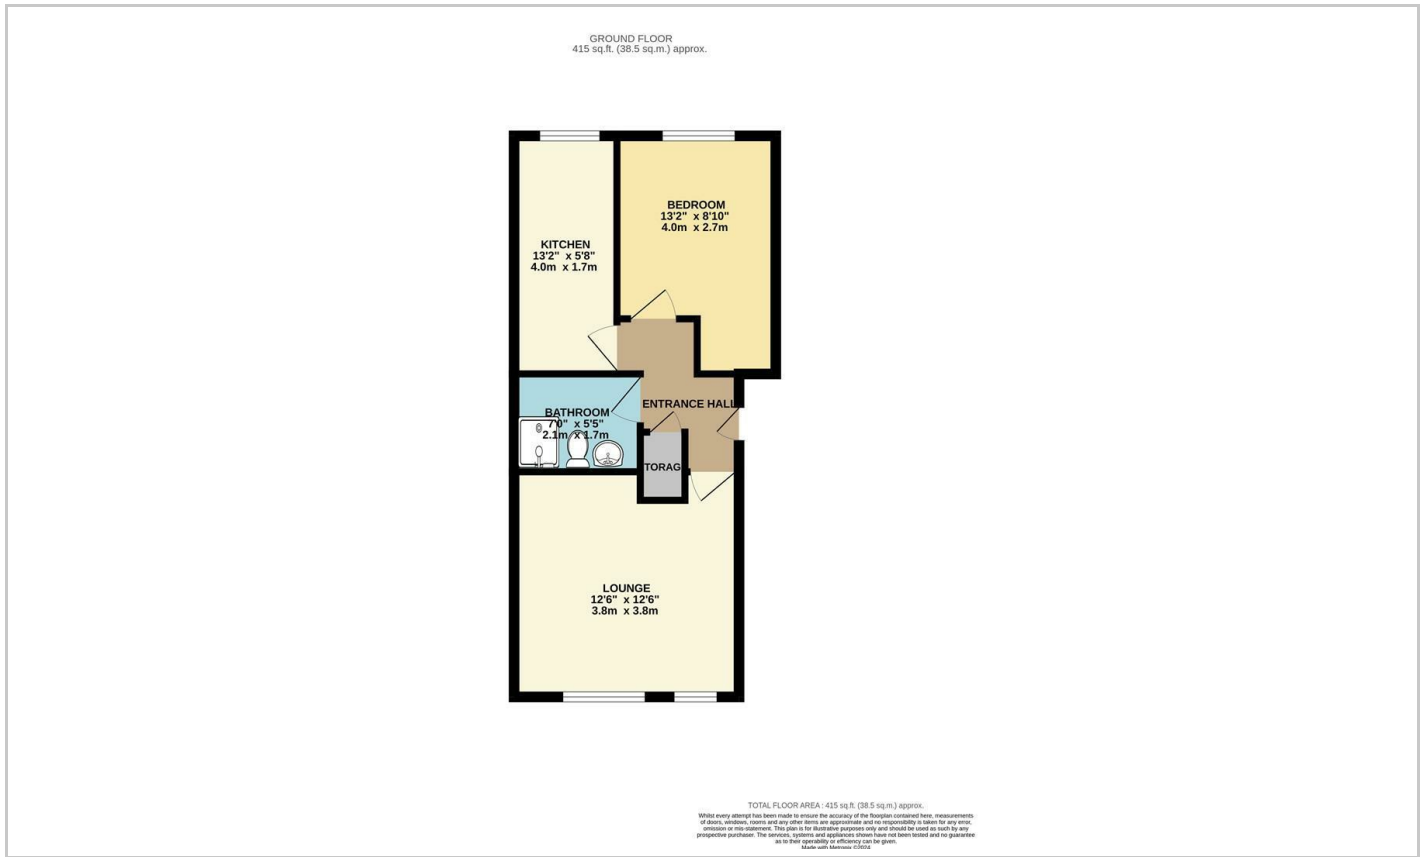 GROUND FLOOR
415 sq.ft. (38.5 sq.m.) approx.
BEDROOM
13'2" x 8'10"
4.0m x 2.7m
KITCHEN
13'2" x 5'8"
4.0m x 1.7m
ENTRANCE HALL
BATHROOM
7'0" x 5'5"
2.1m x 1.7m
TORAG
LOUNGE
12'6" x 12'6"
3.8m x 3.8m
TOTAL FLOOR AREA : 415 sq.ft. (38.5 sq.m.) approx.
Whilst every attempt has been made to ensure the accuracy of the floorplan contained here, measurements
of doors, windows, rooms and any other items are approximate and no responsibility is taken for any error,
omission or mis-statement. This plan is for illustrative purposes only and should be used as such by any
prospective purchaser. The services, systems and appliances shown have not been tested and no guarantee
as to their operability or efficiency can be given.
Made with Metropix ©2024